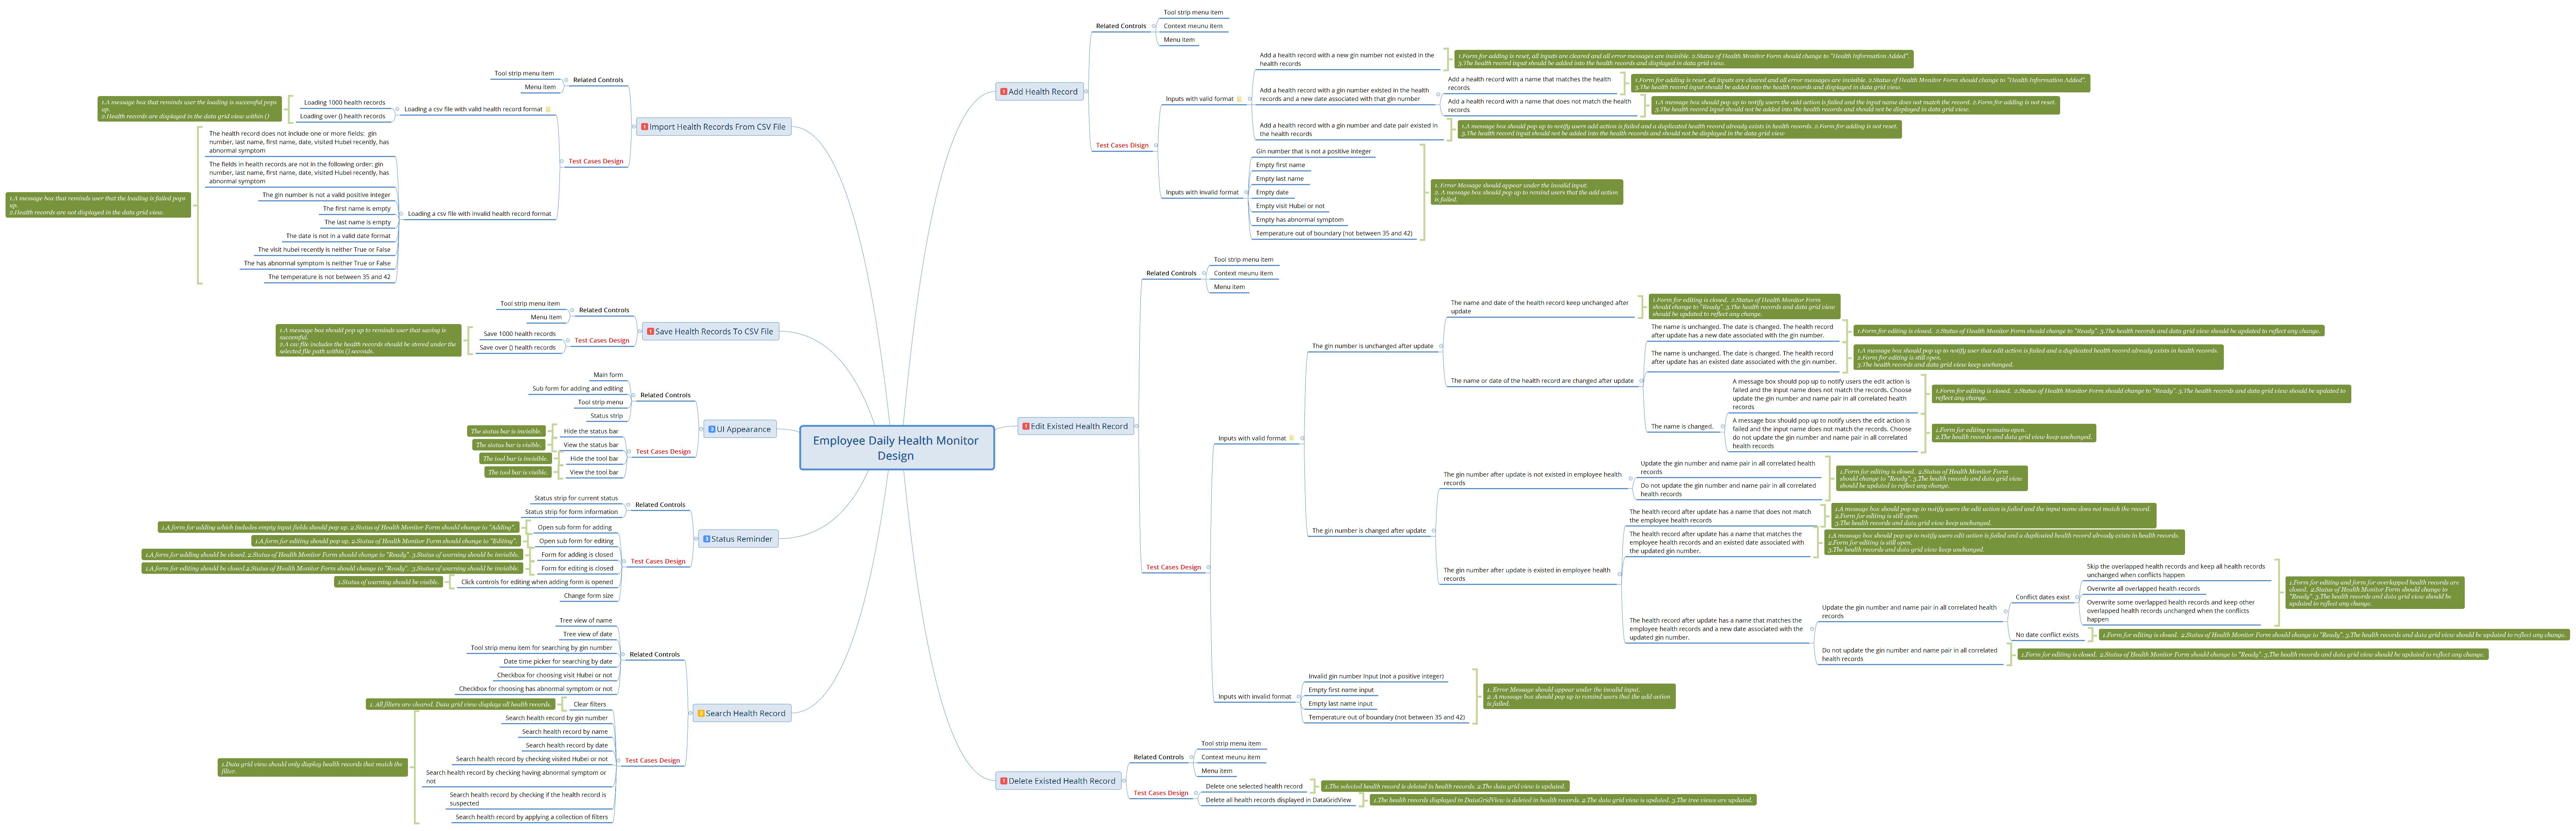 Employee Daily Health Monitor
Design
Import Health Records From CSV File
Related Controls
Tool strip menu item
Menu item
Test Cases Design
Loading a csv file with valid health record format
Loading 1000 health records
Loading over () health records
1.A message box that reminds user the loading is successful pops
up.
2.Health records are displayed in the data grid view within ()
Loading a csv file with invalid health record format
The health record does not include one or more fields:  gin
number, last name, first name, date, visited Hubei recently, has
abnormal symptom
The fields in health records are not in the following order: gin
number, last name, first name, date, visited Hubei recently, has
abnormal symptom
The gin number is not a valid positive integer
The first name is empty
The last name is empty
The date is not in a valid date format
The visit hubei recently is neither True or False
The has abnormal symptom is neither True or False
The temperature is not between 35 and 42
1.A message box that reminds user that the loading is failed pops
up.
2.Health records are not displayed in the data grid view.
Save Health Records To CSV File
Related Controls
Tool strip menu item
Menu item
Test Cases Design
Save 1000 health records
Save over () health records
1.A message box should pop up to reminds user that saving is
successful.
2.A csv file includes the health records should be stored under the
selected file path within () seconds.
UI Appearance
Related Controls
Main form
Sub form for adding and editing
Tool strip menu
Status strip
Test Cases Design
Hide the status bar
The status bar is invisible.
View the status bar
The status bar is visible.
Hide the tool bar
The tool bar is invisible.
View the tool bar
The tool bar is visible.
Status Reminder
Related Controls
Status strip for current status
Status strip for form information
Test Cases Design
Open sub form for adding
1.A form for adding which includes empty input fields should pop up. 2.Status of Health Monitor Form should change to "Adding".
Open sub form for editing
1.A form for editing should pop up. 2.Status of Health Monitor Form should change to "Editing".
Form for adding is closed
1.A form for adding should be closed. 2.Status of Health Monitor Form should change to "Ready". 3.Status of warning should be invisible.
Form for editing is closed
1.A form for editing should be closed.2.Status of Health Monitor Form should change to "Ready".  3.Status of warning should be invisible.
Click controls for editing when adding form is opened
1.Status of warning should be visible.
Change form size
Search Health Record
Related Controls
Tree view of name
Tree view of date
Tool strip menu item for searching by gin number
Date time picker for searching by date
Checkbox for choosing visit Hubei or not
Checkbox for choosing has abnormal symptom or not
Test Cases Design
Clear filters
1. All filters are cleared. Data grid view displays all health records.
Search health record by gin number
Search health record by name
Search health record by date
Search health record by checking visited Hubei or not
Search health record by checking having abnormal symptom or
not
Search health record by checking if the health record is
suspected
Search health record by applying a collection of filters
1.Data grid view should only display health records that match the
filter.
Add Health Record
Related Controls
Tool strip menu item
Context meunu item
Menu item
Test Cases Disign
Inputs with valid format
Add a health record with a new gin number not existed in the
health records
1.Form for adding is reset, all inputs are cleared and all error messages are invisible. 2.Status of Health Monitor Form should change to "Health Information Added".
3.The health record input should be added into the health records and displayed in data grid view.
Add a health record with a gin number existed in the health
records and a new date associated with that gin number
Add a health record with a name that matches the health
records
1.Form for adding is reset, all inputs are cleared and all error messages are invisible. 2.Status of Health Monitor Form should change to "Health Information Added".
3.The health record input should be added into the health records and displayed in data grid view.
Add a health record with a name that does not match the health
records
1.A message box should pop up to notify users the add action is failed and the input name does not match the record. 2.Form for adding is not reset.
3.The health record input should not be added into the health records and should not be displayed in data grid view.
Add a health record with a gin number and date pair existed in
the health records
1.A message box should pop up to notify users add action is failed and a duplicated health record already exists in health records. 2.Form for adding is not reset.
3.The health record input should not be added into the health records and should not be displayed in the data grid view
Inputs with invalid format
Gin number that is not a positive integer
Empty first name
Empty last name
Empty date
Empty visit Hubei or not
Empty has abnormal symptom
Temperature out of boundary (not between 35 and 42)
1. Error Message should appear under the invalid input.
2. A message box should pop up to remind users that the add action
is failed.
Edit Existed Health Record
Related Controls
Tool strip menu item
Context meunu item
Menu item
Test Cases Design
Inputs with valid format
The gin number is unchanged after update
The name and date of the health record keep unchanged after
update
1.Form for editing is closed.  2.Status of Health Monitor Form
should change to "Ready". 3.The health records and data grid view
should be updated to reflect any change.
The name or date of the health record are changed after update
The name is unchanged. The date is changed. The health record
after update has a new date associated with the gin number.
1.Form for editing is closed.  2.Status of Health Monitor Form should change to "Ready". 3.The health records and data grid view should be updated to reflect any change.
The name is unchanged. The date is changed. The health record
after update has an existed date associated with the gin number.
1.A message box should pop up to notify user that edit action is failed and a duplicated health record already exists in health records.
2.Form for editing is still open.
3.The health records and data grid view keep unchanged.
The name is changed.
A message box should pop up to notify users the edit action is
failed and the input name does not match the records. Choose
update the gin number and name pair in all correlated health
records
1.Form for editing is closed.  2.Status of Health Monitor Form should change to "Ready". 3.The health records and data grid view should be updated to
reflect any change.
A message box should pop up to notify users the edit action is
failed and the input name does not match the records. Choose
do not update the gin number and name pair in all correlated
health records
1.Form for editing remains open.
2.The health records and data grid view keep unchanged.
The gin number is changed after update
The gin number after update is not existed in employee health
records
Update the gin number and name pair in all correlated health
records
Do not update the gin number and name pair in all correlated
health records
1.Form for editing is closed.  2.Status of Health Monitor Form
should change to "Ready". 3.The health records and data grid view
should be updated to reflect any change.
The gin number after update is existed in employee health
records
The health record after update has a name that does not match
the employee health records
1.A message box should pop up to notify users the edit action is failed and the input name does not match the record.
2.Form for editing is still open.
3.The health records and data grid view keep unchanged.
The health record after update has a name that matches the
employee health records and an existed date associated with
the updated gin number.
1.A message box should pop up to notify users edit action is failed and a duplicated health record already exists in health records.
2.Form for editing is still open.
3.The health records and data grid view keep unchanged.
The health record after update has a name that matches the
employee health records and a new date associated with the
updated gin number.
Update the gin number and name pair in all correlated health
records
Conflict dates exist
Skip the overlapped health records and keep all health records
unchanged when conflicts happen
Overwrite all overlapped health records
Overwrite some overlapped health records and keep other
overlapped health records unchanged when the conflicts
happen
1.Form for editing and form for overlapped health records are
closed.  2.Status of Health Monitor Form should change to
"Ready". 3.The health records and data grid view should be
updated to reflect any change.
No date conflict exists
1.Form for editing is closed.  2.Status of Health Monitor Form should change to "Ready". 3.The health records and data grid view should be updated to reflect any change.
Do not update the gin number and name pair in all correlated
health records
1.Form for editing is closed.  2.Status of Health Monitor Form should change to "Ready". 3.The health records and data grid view should be updated to reflect any change.
Inputs with invalid format
Invalid gin number Input (not a positive integer)
Empty first name input
Empty last name input
Temperature out of boundary (not between 35 and 42)
1. Error Message should appear under the invalid input.
2. A message box should pop up to remind users that the add action
is failed.
Delete Existed Health Record
Related Controls
Tool strip menu item
Context meunu item
Menu item
Test Cases Design
Delete one selected health record
1.The selected health record is deleted in health records. 2.The data grid view is updated.
Delete all health records displayed in DataGridView
1.The health records displayed in DataGridView is deleted in health records. 2.The data grid view is updated. 3.The tree views are updated.